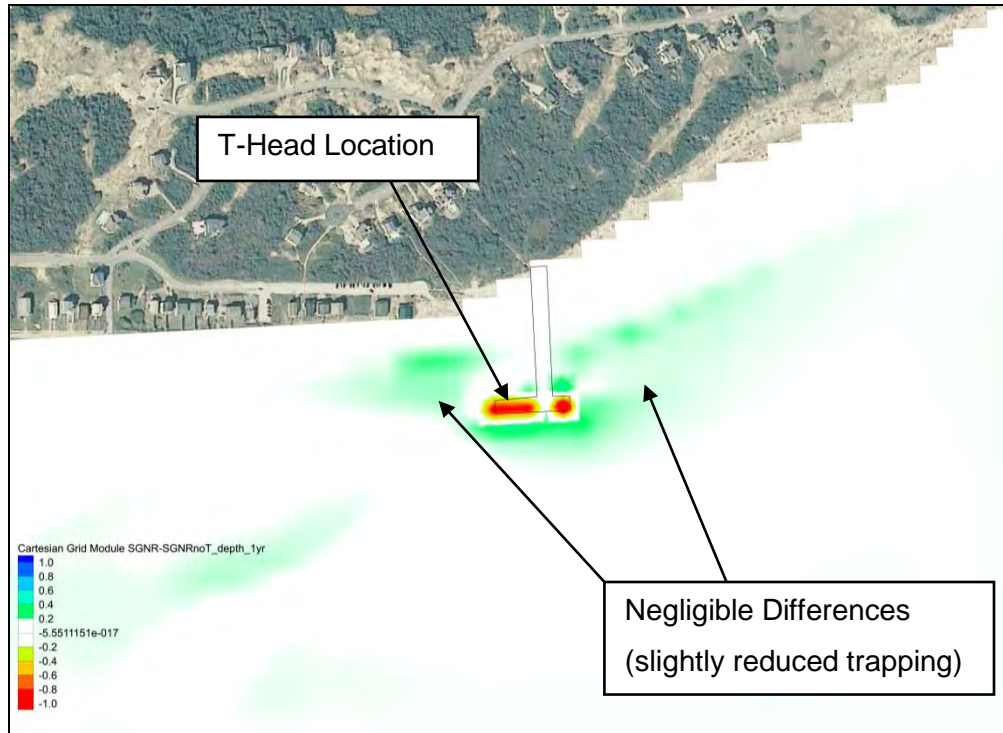 T-Head Location
Negligible Differences
(slightly reduced trapping)
Cartesian Grid Module SGNR-SGNRnoT_depth_1yr
1.0
0.8
0.6
0.4
0.2
-5.5511151e-017
-0.2
-0.4
-0.6
-0.8
-1.0